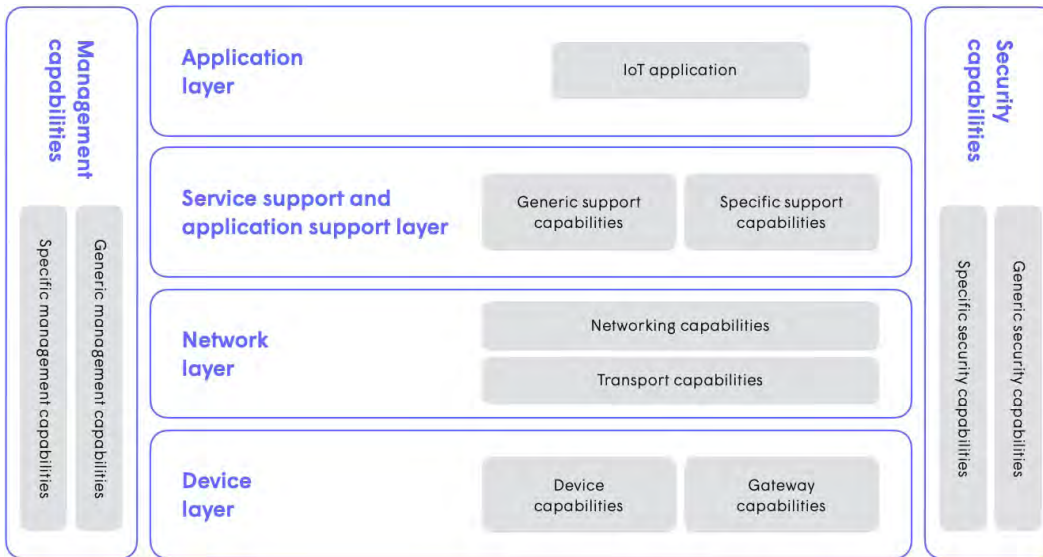 Management
capabilities
Specific management capabilities
Generic management capabilities
Application
layer
IoT application
Service support and
application support layer
Generic support
capabilities
Specific support
capabilities
Network
layer
Networking capabilities
Transport capabilities
Device
layer
Device
capabilities
Gateway
capabilities
Security
capabilities
Specific security capabilities
Generic security capabilities